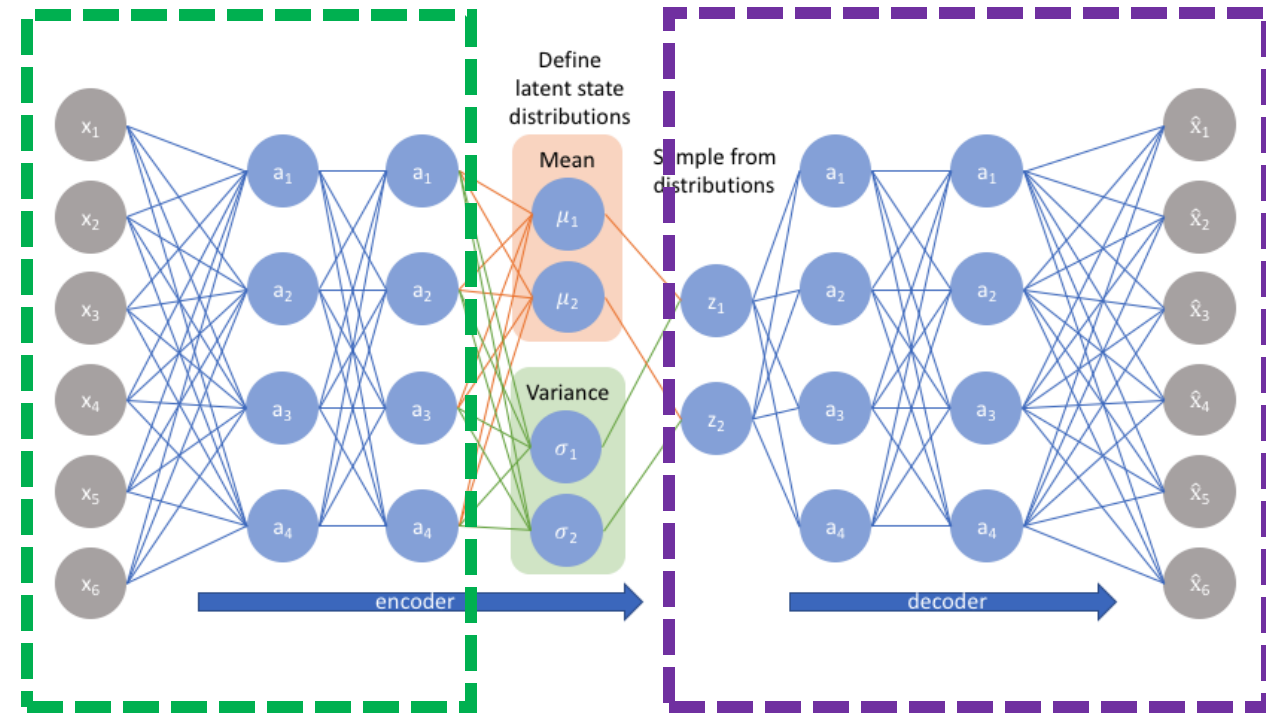 Define
latent state
distributions
Mean
Sample from
distributions
x₁
x₂
x₃
x₄
x₅
x₆
a₁
a₂
a₃
a₄
a₁
a₂
a₃
a₄
μ₁
μ₂
Variance
σ₁
σ₂
z₁
z₂
a₁
a₂
a₃
a₄
a₁
a₂
a₃
a₄
x̂₁
x̂₂
x̂₃
x̂₄
x̂₅
x̂₆
encoder
decoder